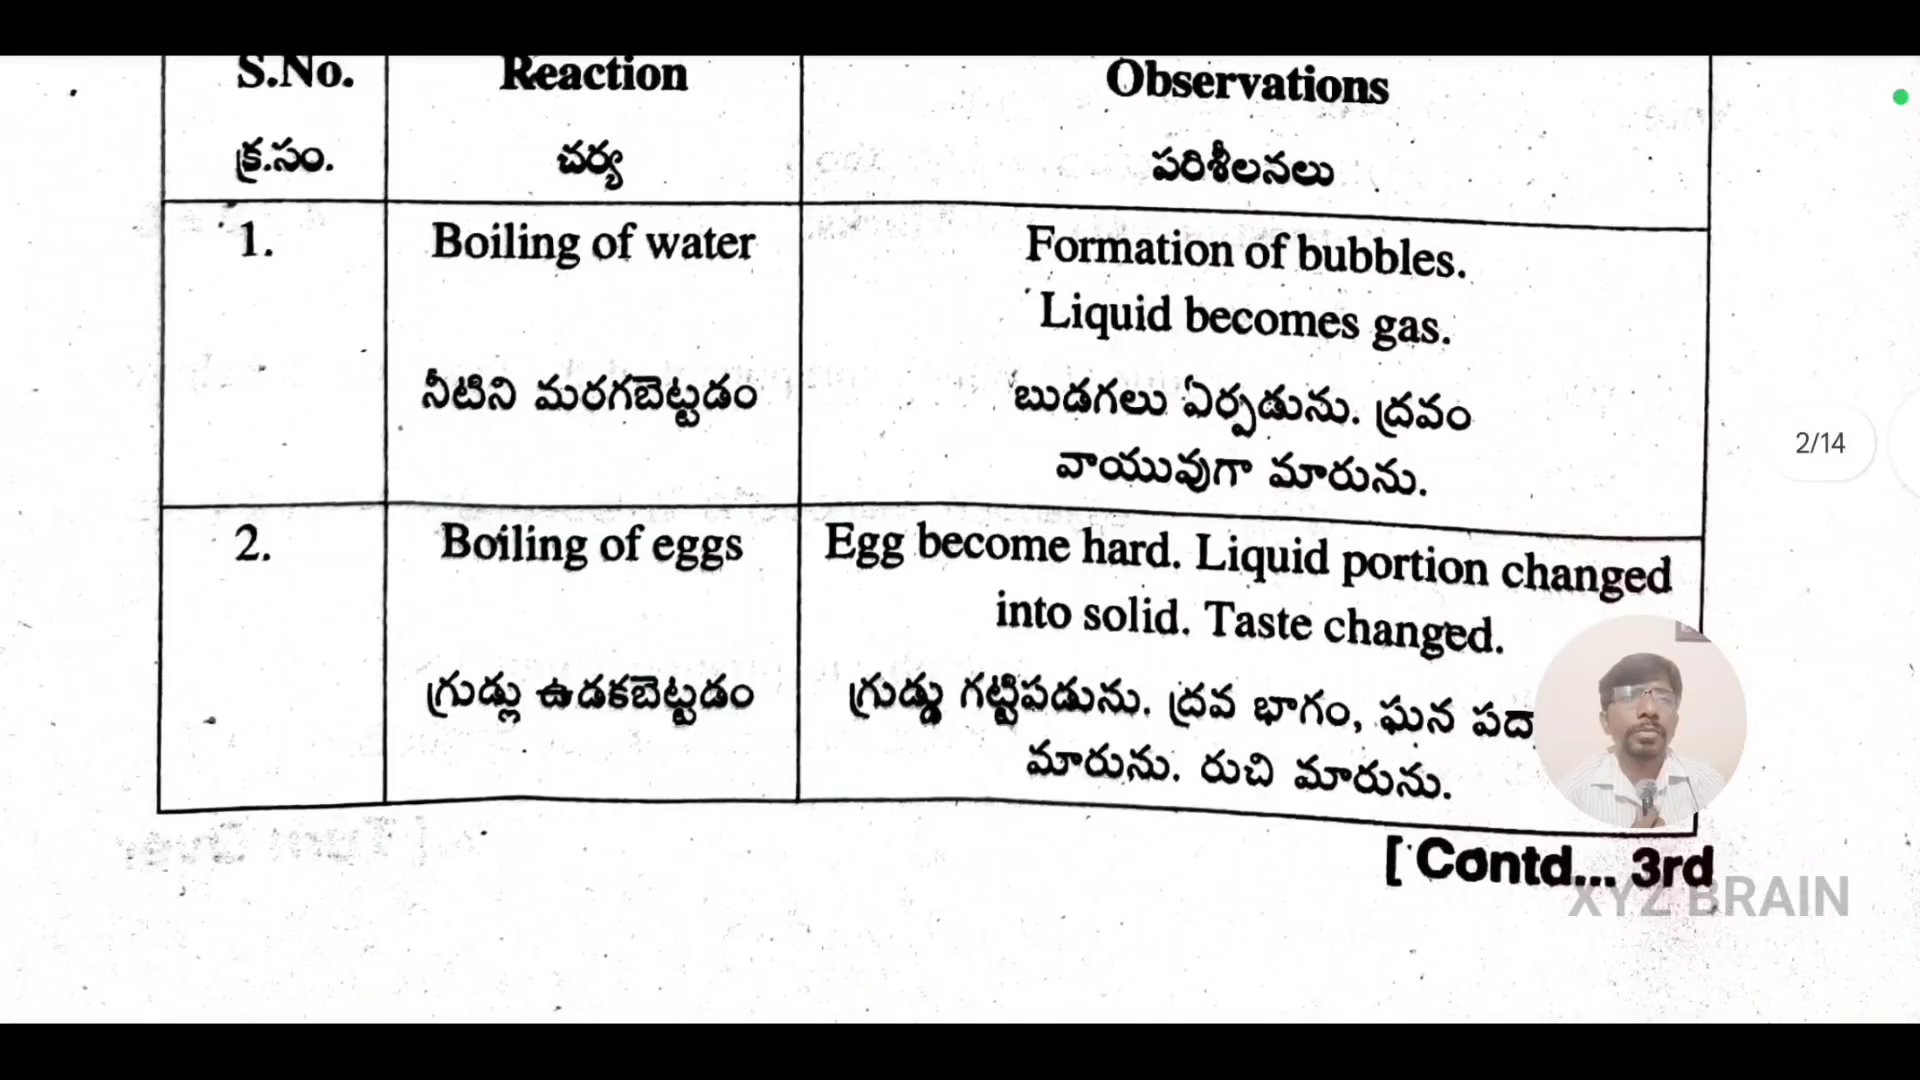 S.No. Reaction Observations
క్ర.సం. చర్య పరిశీలనలు
1. Boiling of water Formation of bubbles.
Liquid becomes gas.
నీటిని మరగబెట్టడం బుడగలు ఏర్పడును. ద్రవం
వాయువుగా మారును.
2/14
2. Boiling of eggs Egg become hard. Liquid portion changed
into solid. Taste changed.
గ్రుడ్లు ఉడకబెట్టడం గ్రుడ్డు గట్టిపడును. ద్రవ భాగం, ఘన
మారును. రుచి మారును.
[ Contd... 3rd
XYZ BRAIN